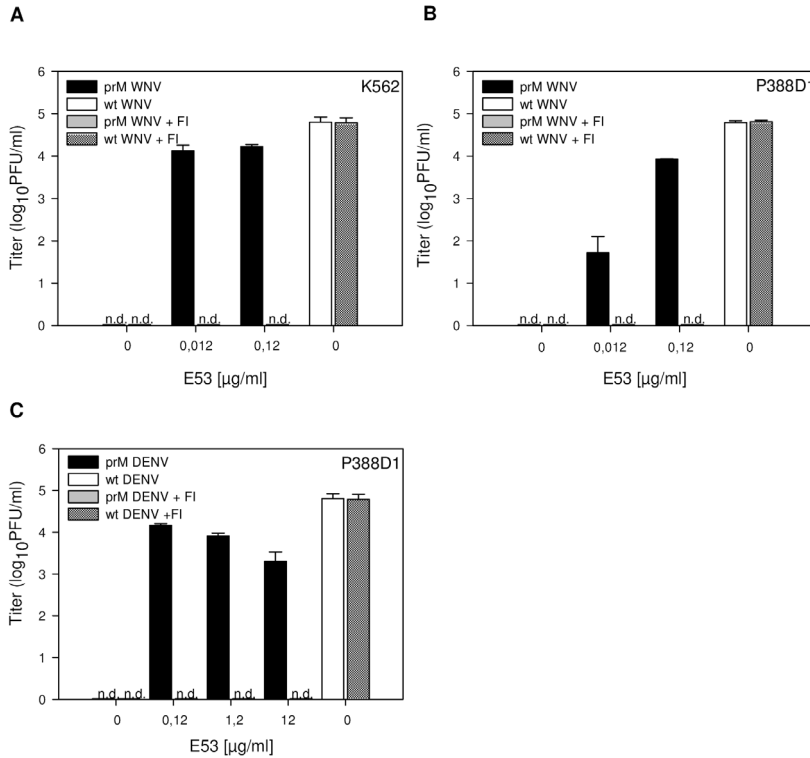 A
6
5
4
3
2
1
0
Titer (log10PFU/ml)
prM WNV
wt WNV
prM WNV + FI
wt WNV + FI
K562
n.d. n.d. n.d. n.d.
0 0,012 0,12 0
E53 [µg/ml]
B
6
5
4
3
2
1
0
Titer (log10PFU/ml)
prM WNV
wt WNV
prM WNV + FI
wt WNV + FI
P388D1
n.d. n.d. n.d. n.d.
0 0,012 0,12 0
E53 [µg/ml]
C
6
5
4
3
2
1
0
Titer (log10PFU/ml)
prM DENV
wt DENV
prM DENV + FI
wt DENV +FI
P388D1
n.d. n.d. n.d. n.d. n.d.
0 0,12 1,2 12 0
E53 [µg/ml]